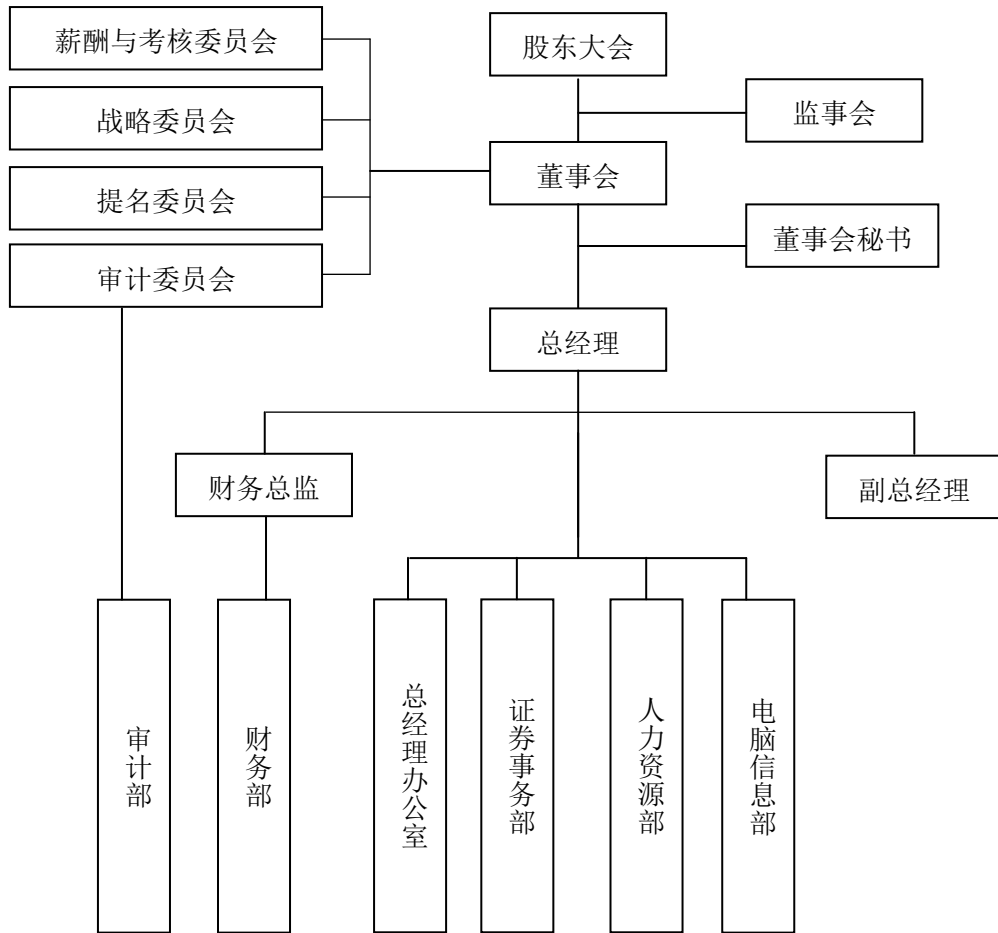 薪酬与考核委员会
股东大会
战略委员会
监事会
董事会
提名委员会
董事会秘书
审计委员会
总经理
财务总监
副总经理
审计部
财务部
总经理办公室
证券事务部
人力资源部
电脑信息部